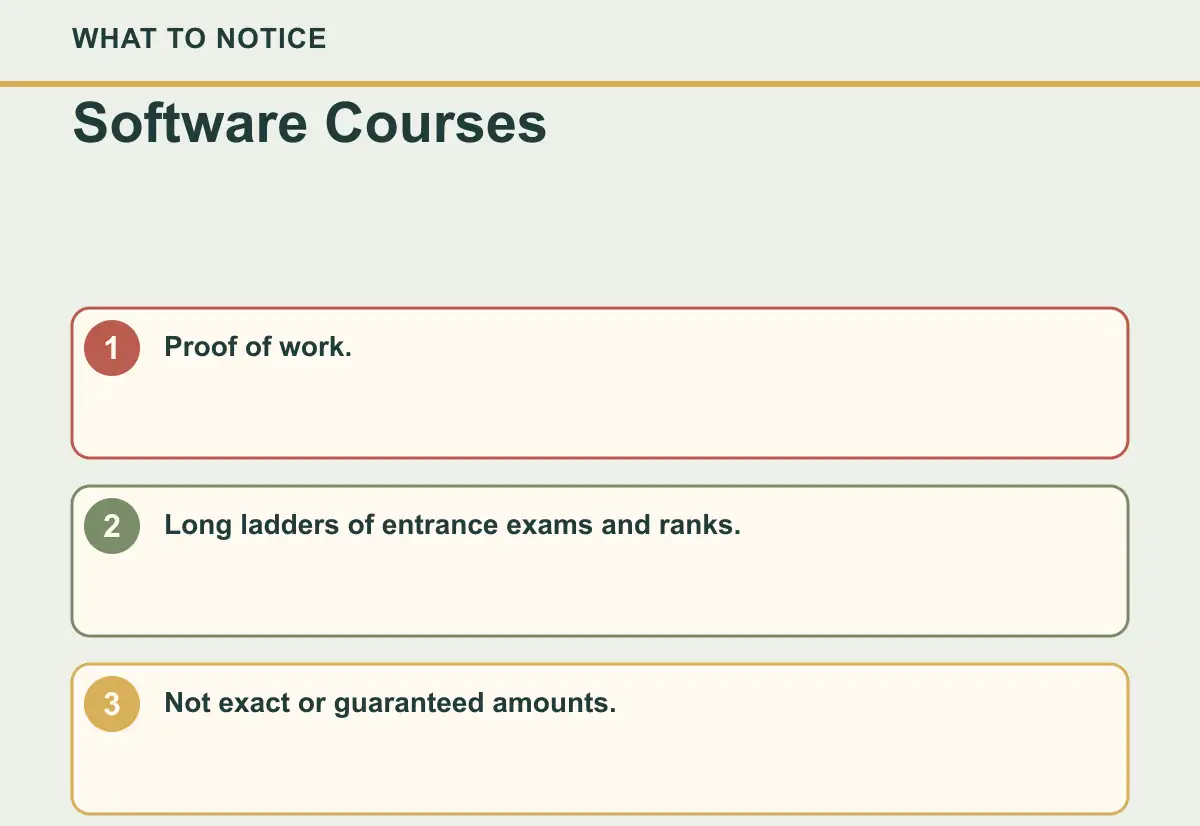 WHAT TO NOTICE
Software Courses
1
Proof of work.
2
Long ladders of entrance exams and ranks.
3
Not exact or guaranteed amounts.